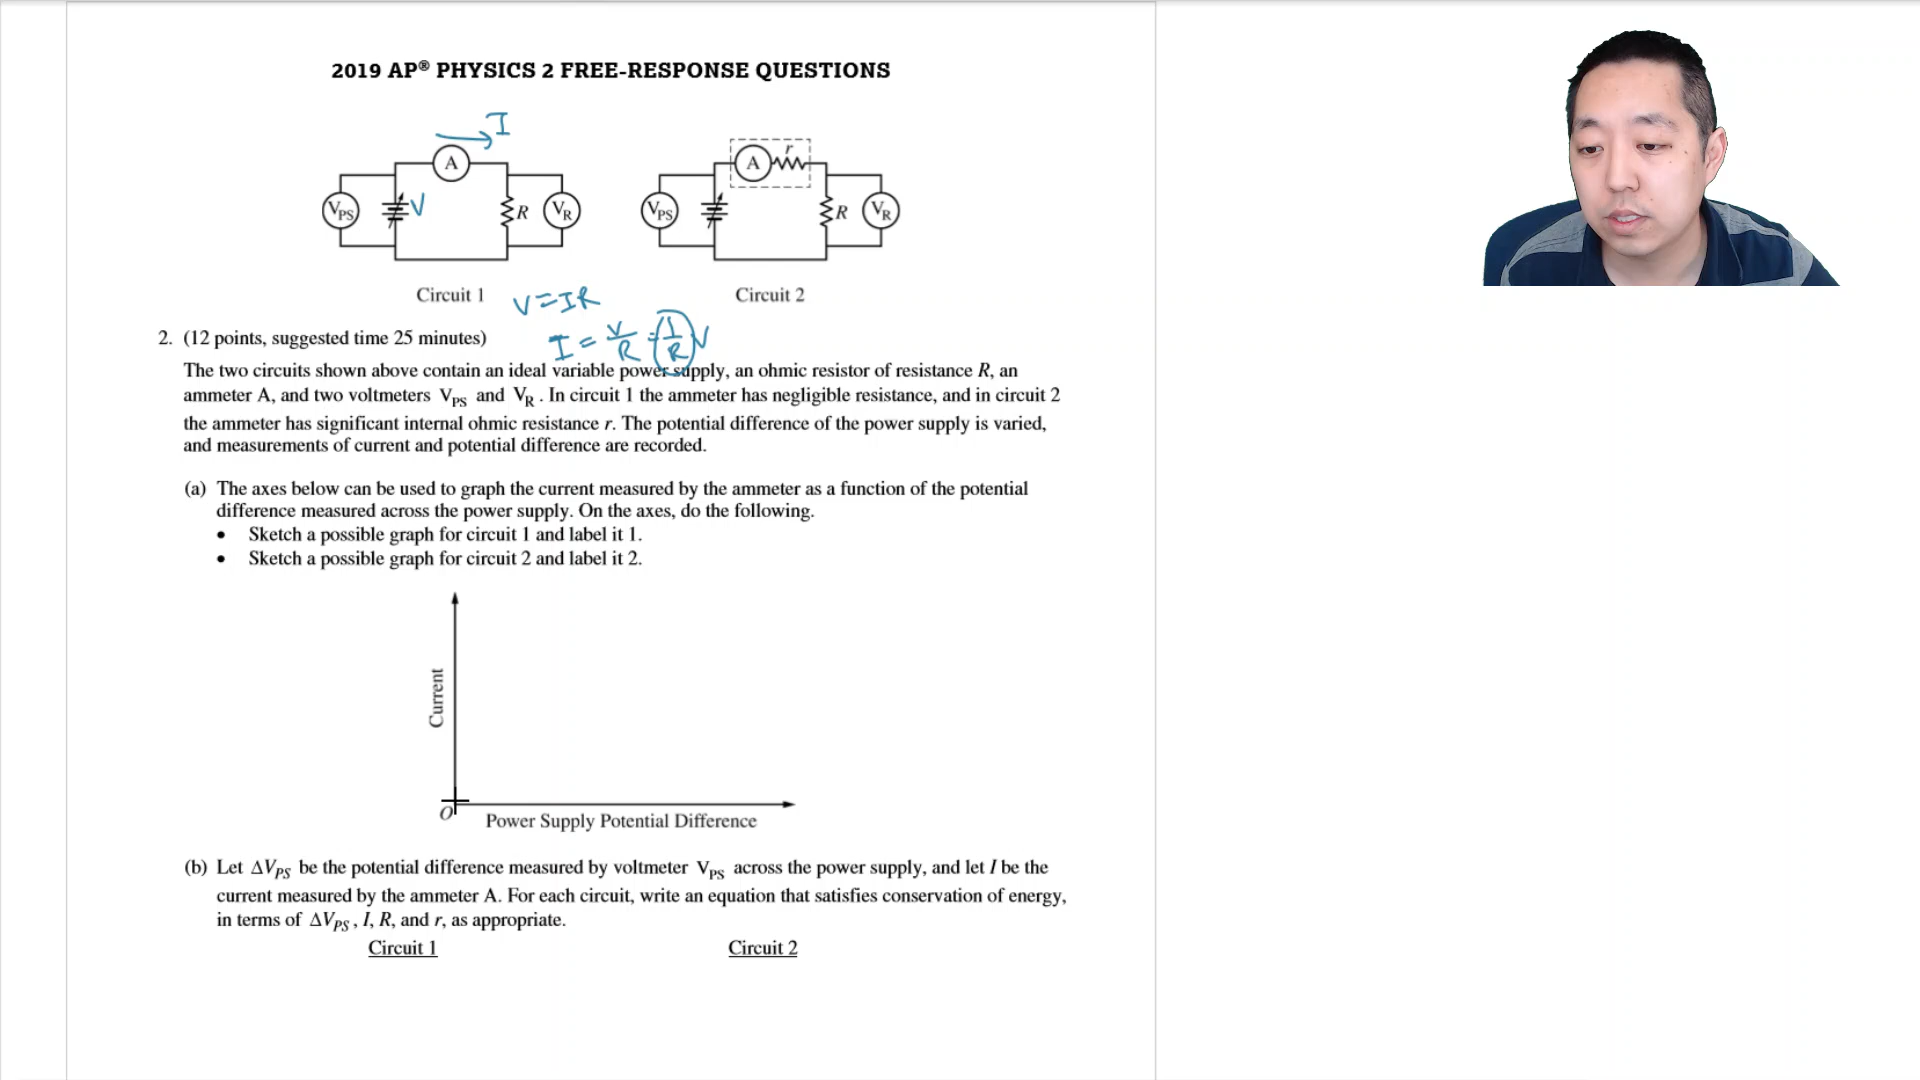 2019 AP® PHYSICS 2 FREE-RESPONSE QUESTIONS
I
A
A
r
VPS
V
R
VR
VPS
R
VR
Circuit 1
V=IR
Circuit 2
I = V/R = (1/R)V
2. (12 points, suggested time 25 minutes)
The two circuits shown above contain an ideal variable power supply, an ohmic resistor of resistance R, an
ammeter A, and two voltmeters VPS and VR . In circuit 1 the ammeter has negligible resistance, and in circuit 2
the ammeter has significant internal ohmic resistance r. The potential difference of the power supply is varied,
and measurements of current and potential difference are recorded.
(a) The axes below can be used to graph the current measured by the ammeter as a function of the potential
difference measured across the power supply. On the axes, do the following.
• Sketch a possible graph for circuit 1 and label it 1.
• Sketch a possible graph for circuit 2 and label it 2.
Current
O
Power Supply Potential Difference
(b) Let ΔVPS be the potential difference measured by voltmeter VPS across the power supply, and let I be the
current measured by the ammeter A. For each circuit, write an equation that satisfies conservation of energy,
in terms of ΔVPS , I, R, and r, as appropriate.
Circuit 1
Circuit 2